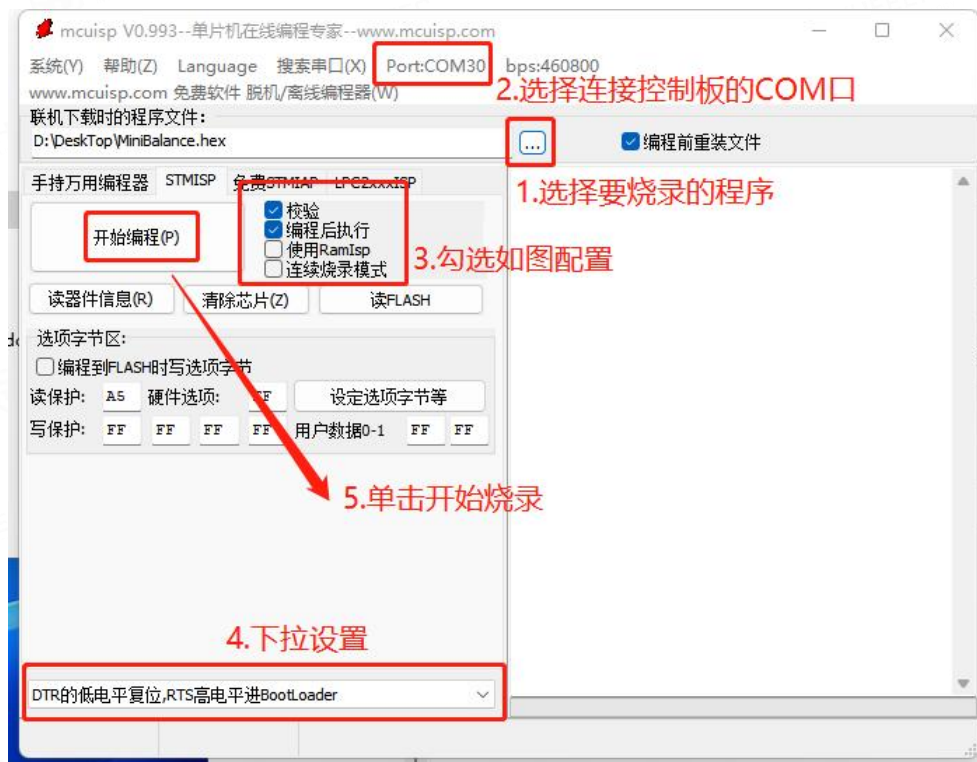 mcuisp V0.993--单片机在线编程专家--www.mcuisp.com
系统(Y) 帮助(Z) Language 搜索串口(X) Port:COM30 bps:460800
www.mcuisp.com 免费软件 脱机/离线编程器(W)
2.选择连接控制板的COM口
联机下载时的程序文件:
D:\DeskTop\MiniBalance.hex
...
编程前重装文件
1.选择要烧录的程序
手持万用编程器 STMISP 免费STMIAP LPC2xxxISP
开始编程(P)
校验
编程后执行
使用RamIsp
连续烧录模式
3.勾选如图配置
读器件信息(R) 清除芯片(Z) 读FLASH
选项字节区:
编程到FLASH时写选项字节
读保护: A5 硬件选项: FF 设定选项字节等
写保护: FF FF FF FF 用户数据0-1 FF FF
5.单击开始烧录
4.下拉设置
DTR的低电平复位,RTS高电平进BootLoader